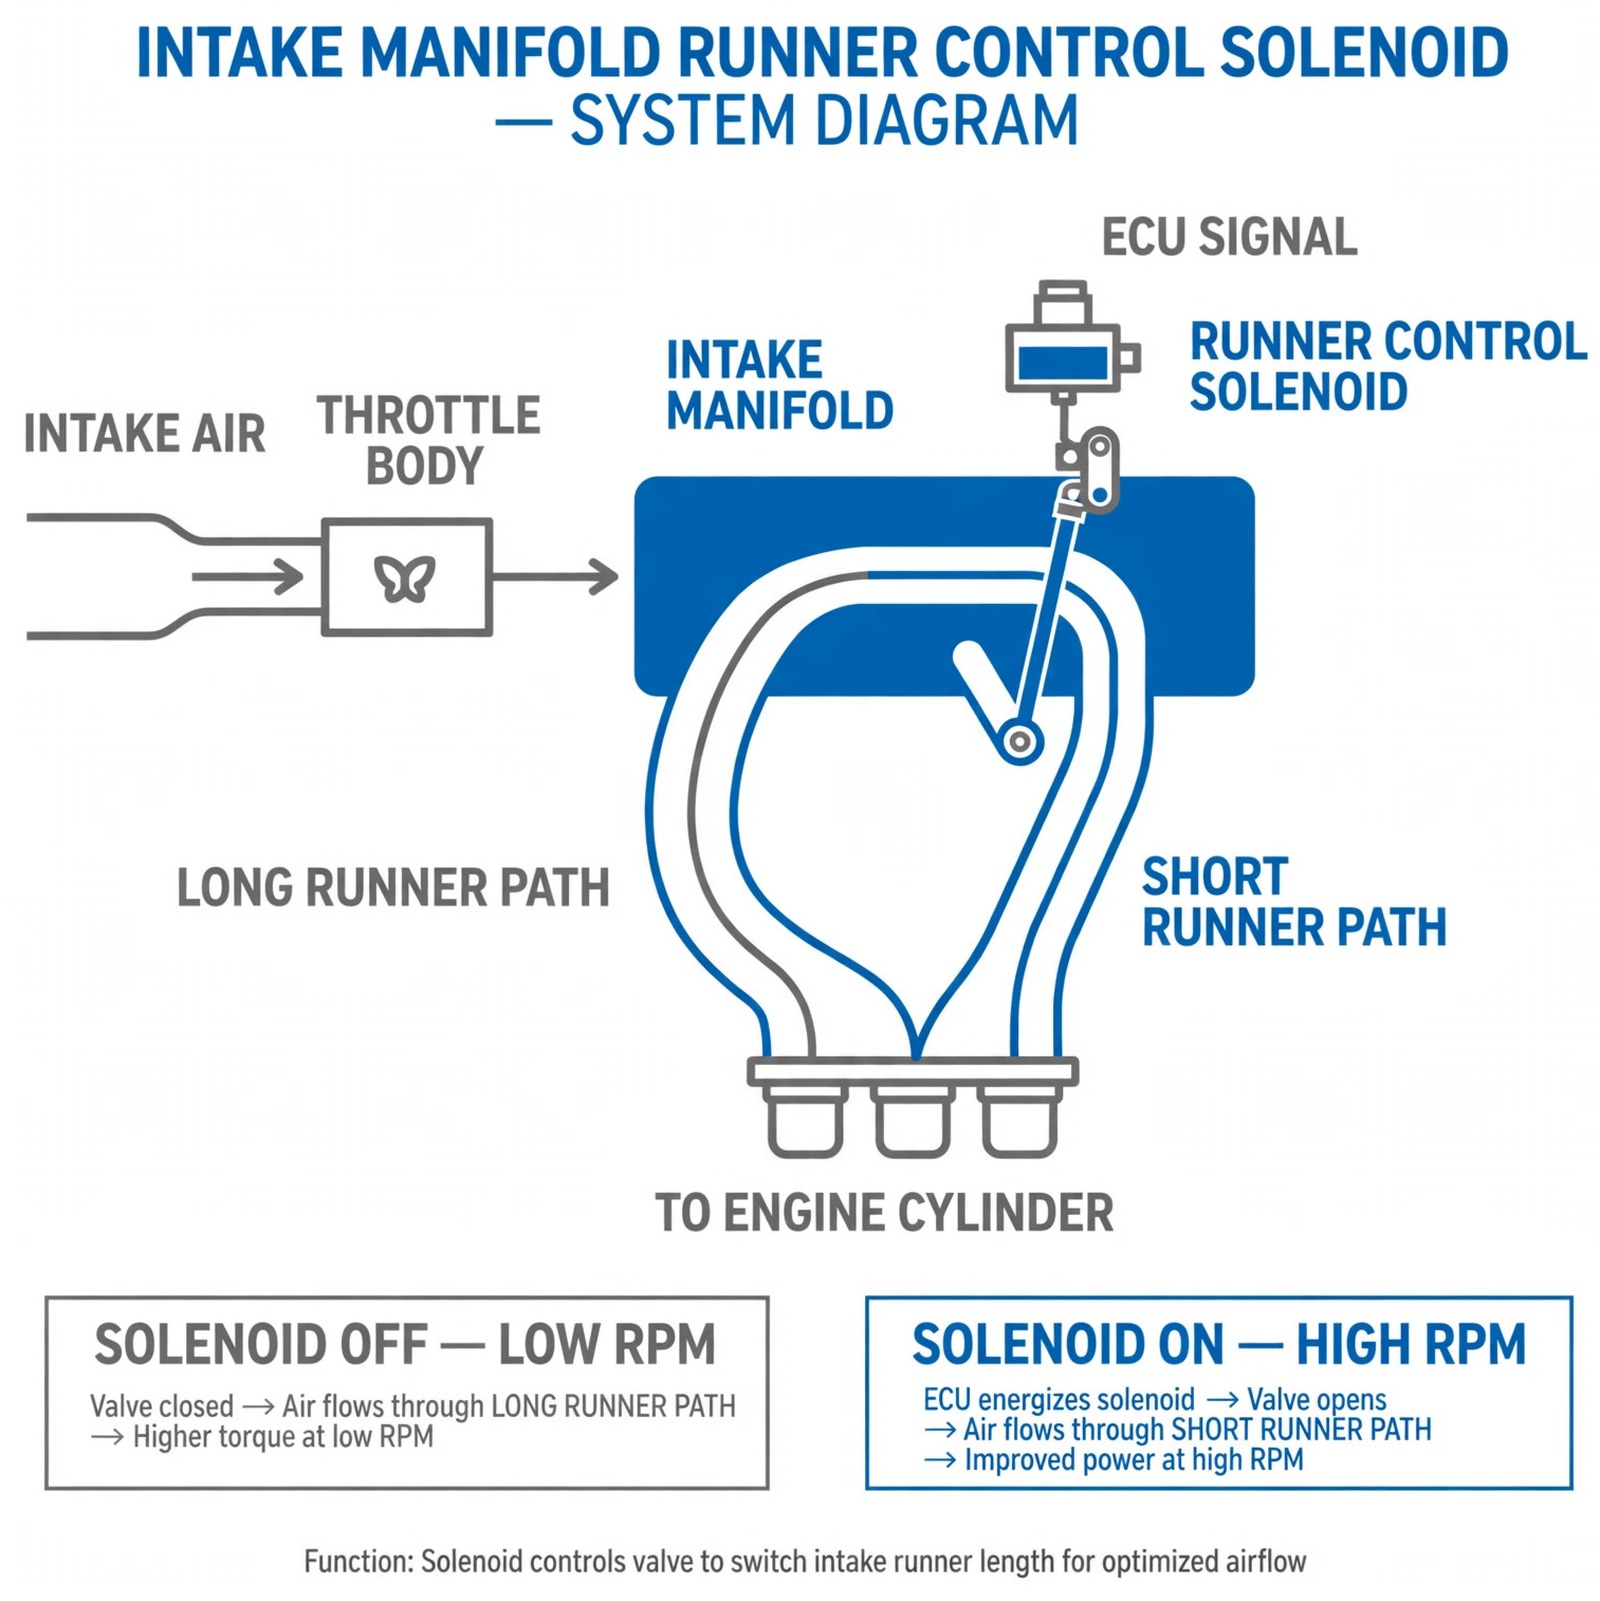 INTAKE MANIFOLD RUNNER CONTROL SOLENOID
— SYSTEM DIAGRAM
ECU SIGNAL
RUNNER CONTROL
SOLENOID
INTAKE
MANIFOLD
THROTTLE
BODY
INTAKE AIR
LONG RUNNER PATH
SHORT
RUNNER PATH
TO ENGINE CYLINDER
SOLENOID OFF — LOW RPM
Valve closed → Air flows through LONG RUNNER PATH
→ Higher torque at low RPM
SOLENOID ON — HIGH RPM
ECU energizes solenoid → Valve opens
→ Air flows through SHORT RUNNER PATH
→ Improved power at high RPM
Function: Solenoid controls valve to switch intake runner length for optimized airflow